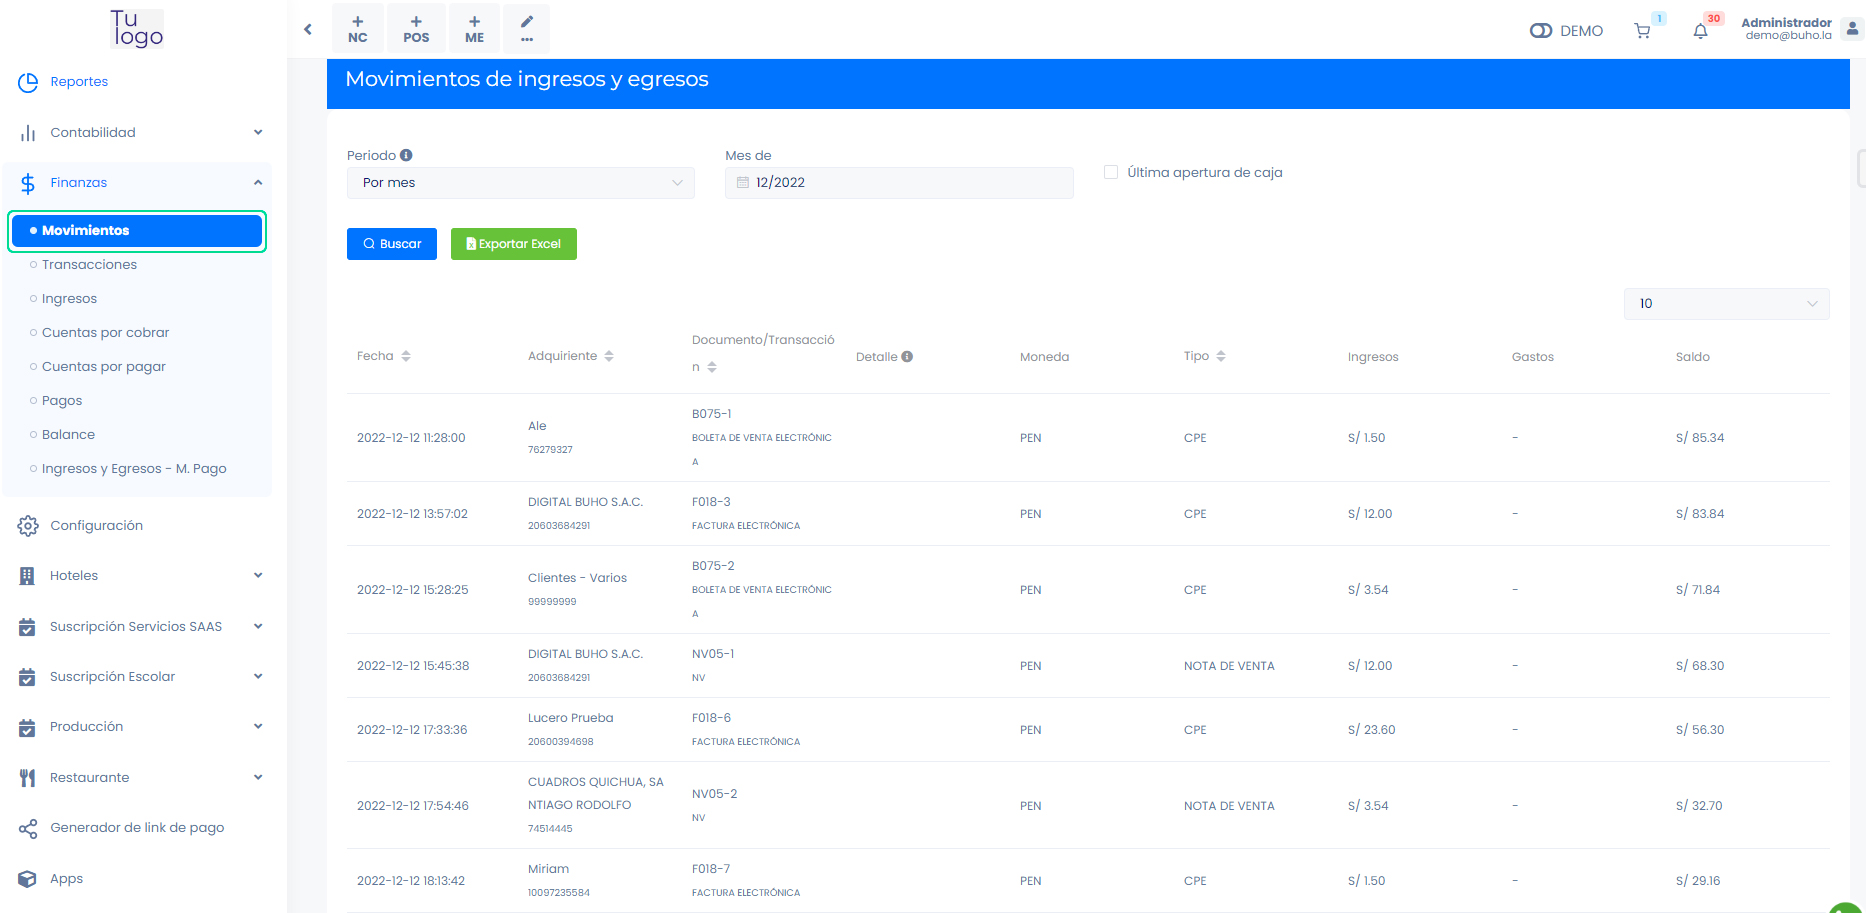 Tu
logo
Reportes
Contabilidad
Finanzas
Movimientos
Transacciones
Ingresos
Cuentas por cobrar
Cuentas por pagar
Pagos
Balance
Ingresos y Egresos - M. Pago
Configuración
Hoteles
Suscripción Servicios SAAS
Suscripción Escolar
Producción
Restaurante
Generador de link de pago
Apps
+ NC
+ POS
+ ME
...
DEMO
1
30
Administrador
demo@buho.la
Movimientos de ingresos y egresos
Periodo
Por mes
Mes de
12/2022
Última apertura de caja
Buscar
Exportar Excel
10
Fecha Adquiriente Documento/Transacció
n Detalle Moneda Tipo Ingresos Gastos Saldo
2022-12-12 11:28:00 Ale
76279327 B075-1
BOLETA DE VENTA ELECTRÓNIC
A PEN CPE S/ 1.50 - S/ 85.34
2022-12-12 13:57:02 DIGITAL BUHO S.A.C.
20603684291 F018-3
FACTURA ELECTRÓNICA PEN CPE S/ 12.00 - S/ 83.84
2022-12-12 15:28:25 Clientes - Varios
99999999 B075-2
BOLETA DE VENTA ELECTRÓNIC
A PEN CPE S/ 3.54 - S/ 71.84
2022-12-12 15:45:38 DIGITAL BUHO S.A.C.
20603684291 NV05-1
NV PEN NOTA DE VENTA S/ 12.00 - S/ 68.30
2022-12-12 17:33:36 Lucero Prueba
20600394698 F018-6
FACTURA ELECTRÓNICA PEN CPE S/ 23.60 - S/ 56.30
2022-12-12 17:54:46 CUADROS QUICHUA, SA
NTIAGO RODOLFO
74514445 NV05-2
NV PEN NOTA DE VENTA S/ 3.54 - S/ 32.70
2022-12-12 18:13:42 Miriam
10097235584 F018-7
FACTURA ELECTRÓNICA PEN CPE S/ 1.50 - S/ 29.16